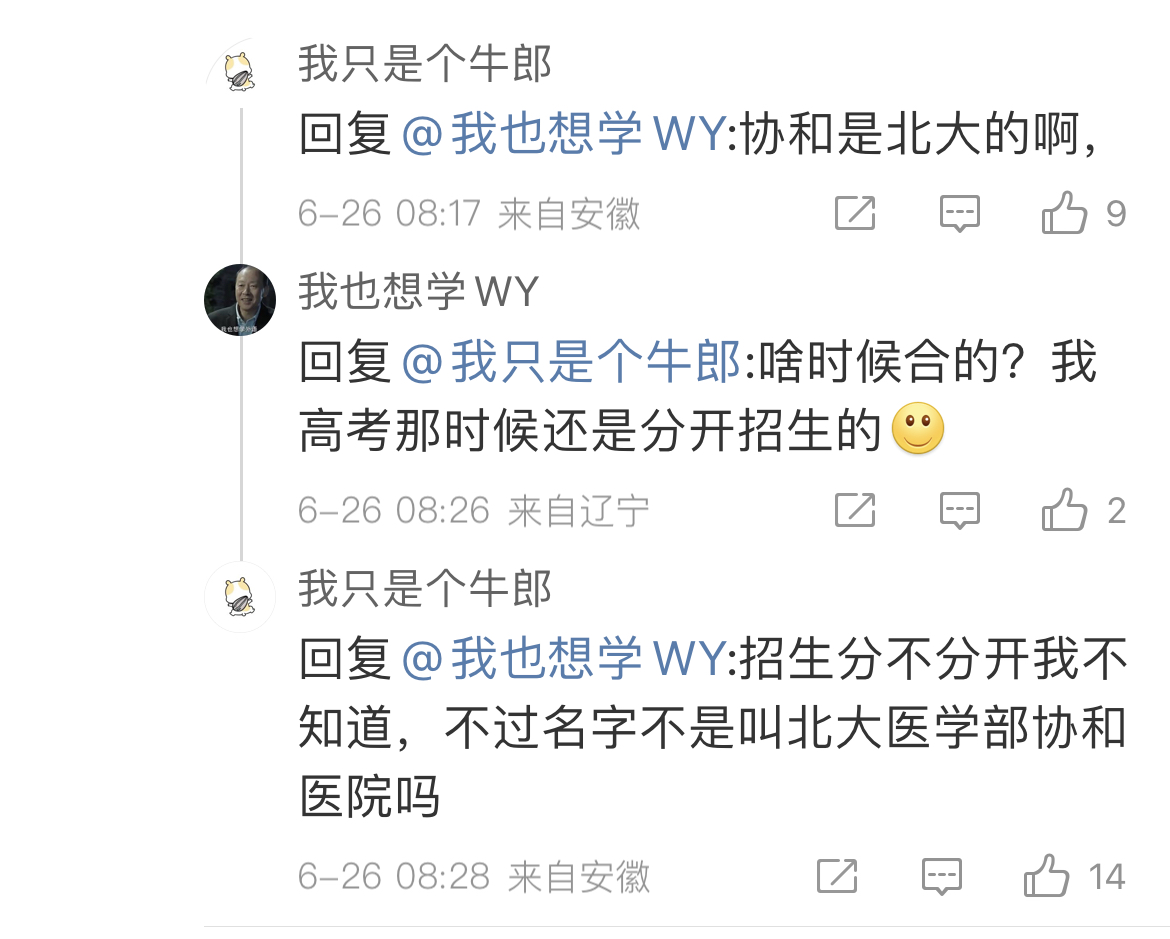 我只是个牛郎
回复@我也想学WY:协和是北大的啊,
6-26 08:17 来自安徽
9
我也想学WY
回复@我只是个牛郎:啥时候合的？我
高考那时候还是分开招生的
6-26 08:26 来自辽宁
2
我只是个牛郎
回复@我也想学WY:招生分不分开我不
知道，不过名字不是叫北大医学部协和
医院吗
6-26 08:28 来自安徽
14